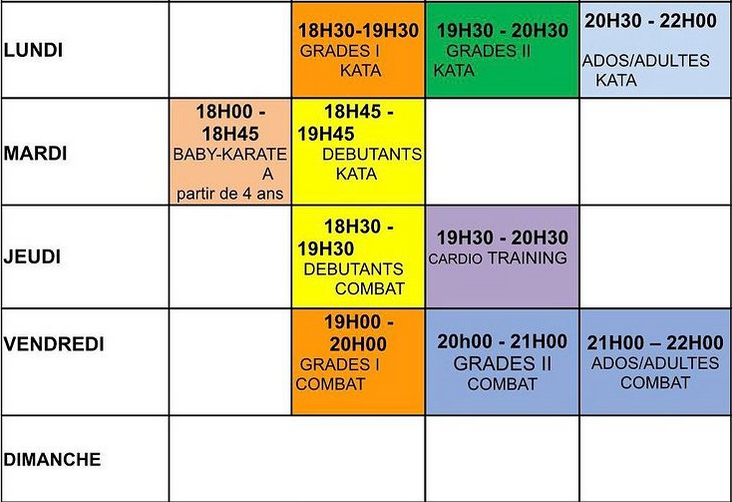 LUNDI
18H30-19H30
GRADES I
KATA
19H30 - 20H30
GRADES II
KATA
20H30 - 22H00
ADOS/ADULTES
KATA
MARDI
18H00 -
18H45
BABY-KARATE
A
partir de 4 ans
18H45 -
19H45
DEBUTANTS
KATA
JEUDI
18H30 -
19H30
DEBUTANTS
COMBAT
19H30 - 20H30
CARDIO TRAINING
VENDREDI
19H00 -
20H00
GRADES I
COMBAT
20h00 - 21H00
GRADES II
COMBAT
21H00 – 22H00
ADOS/ADULTES
COMBAT
DIMANCHE